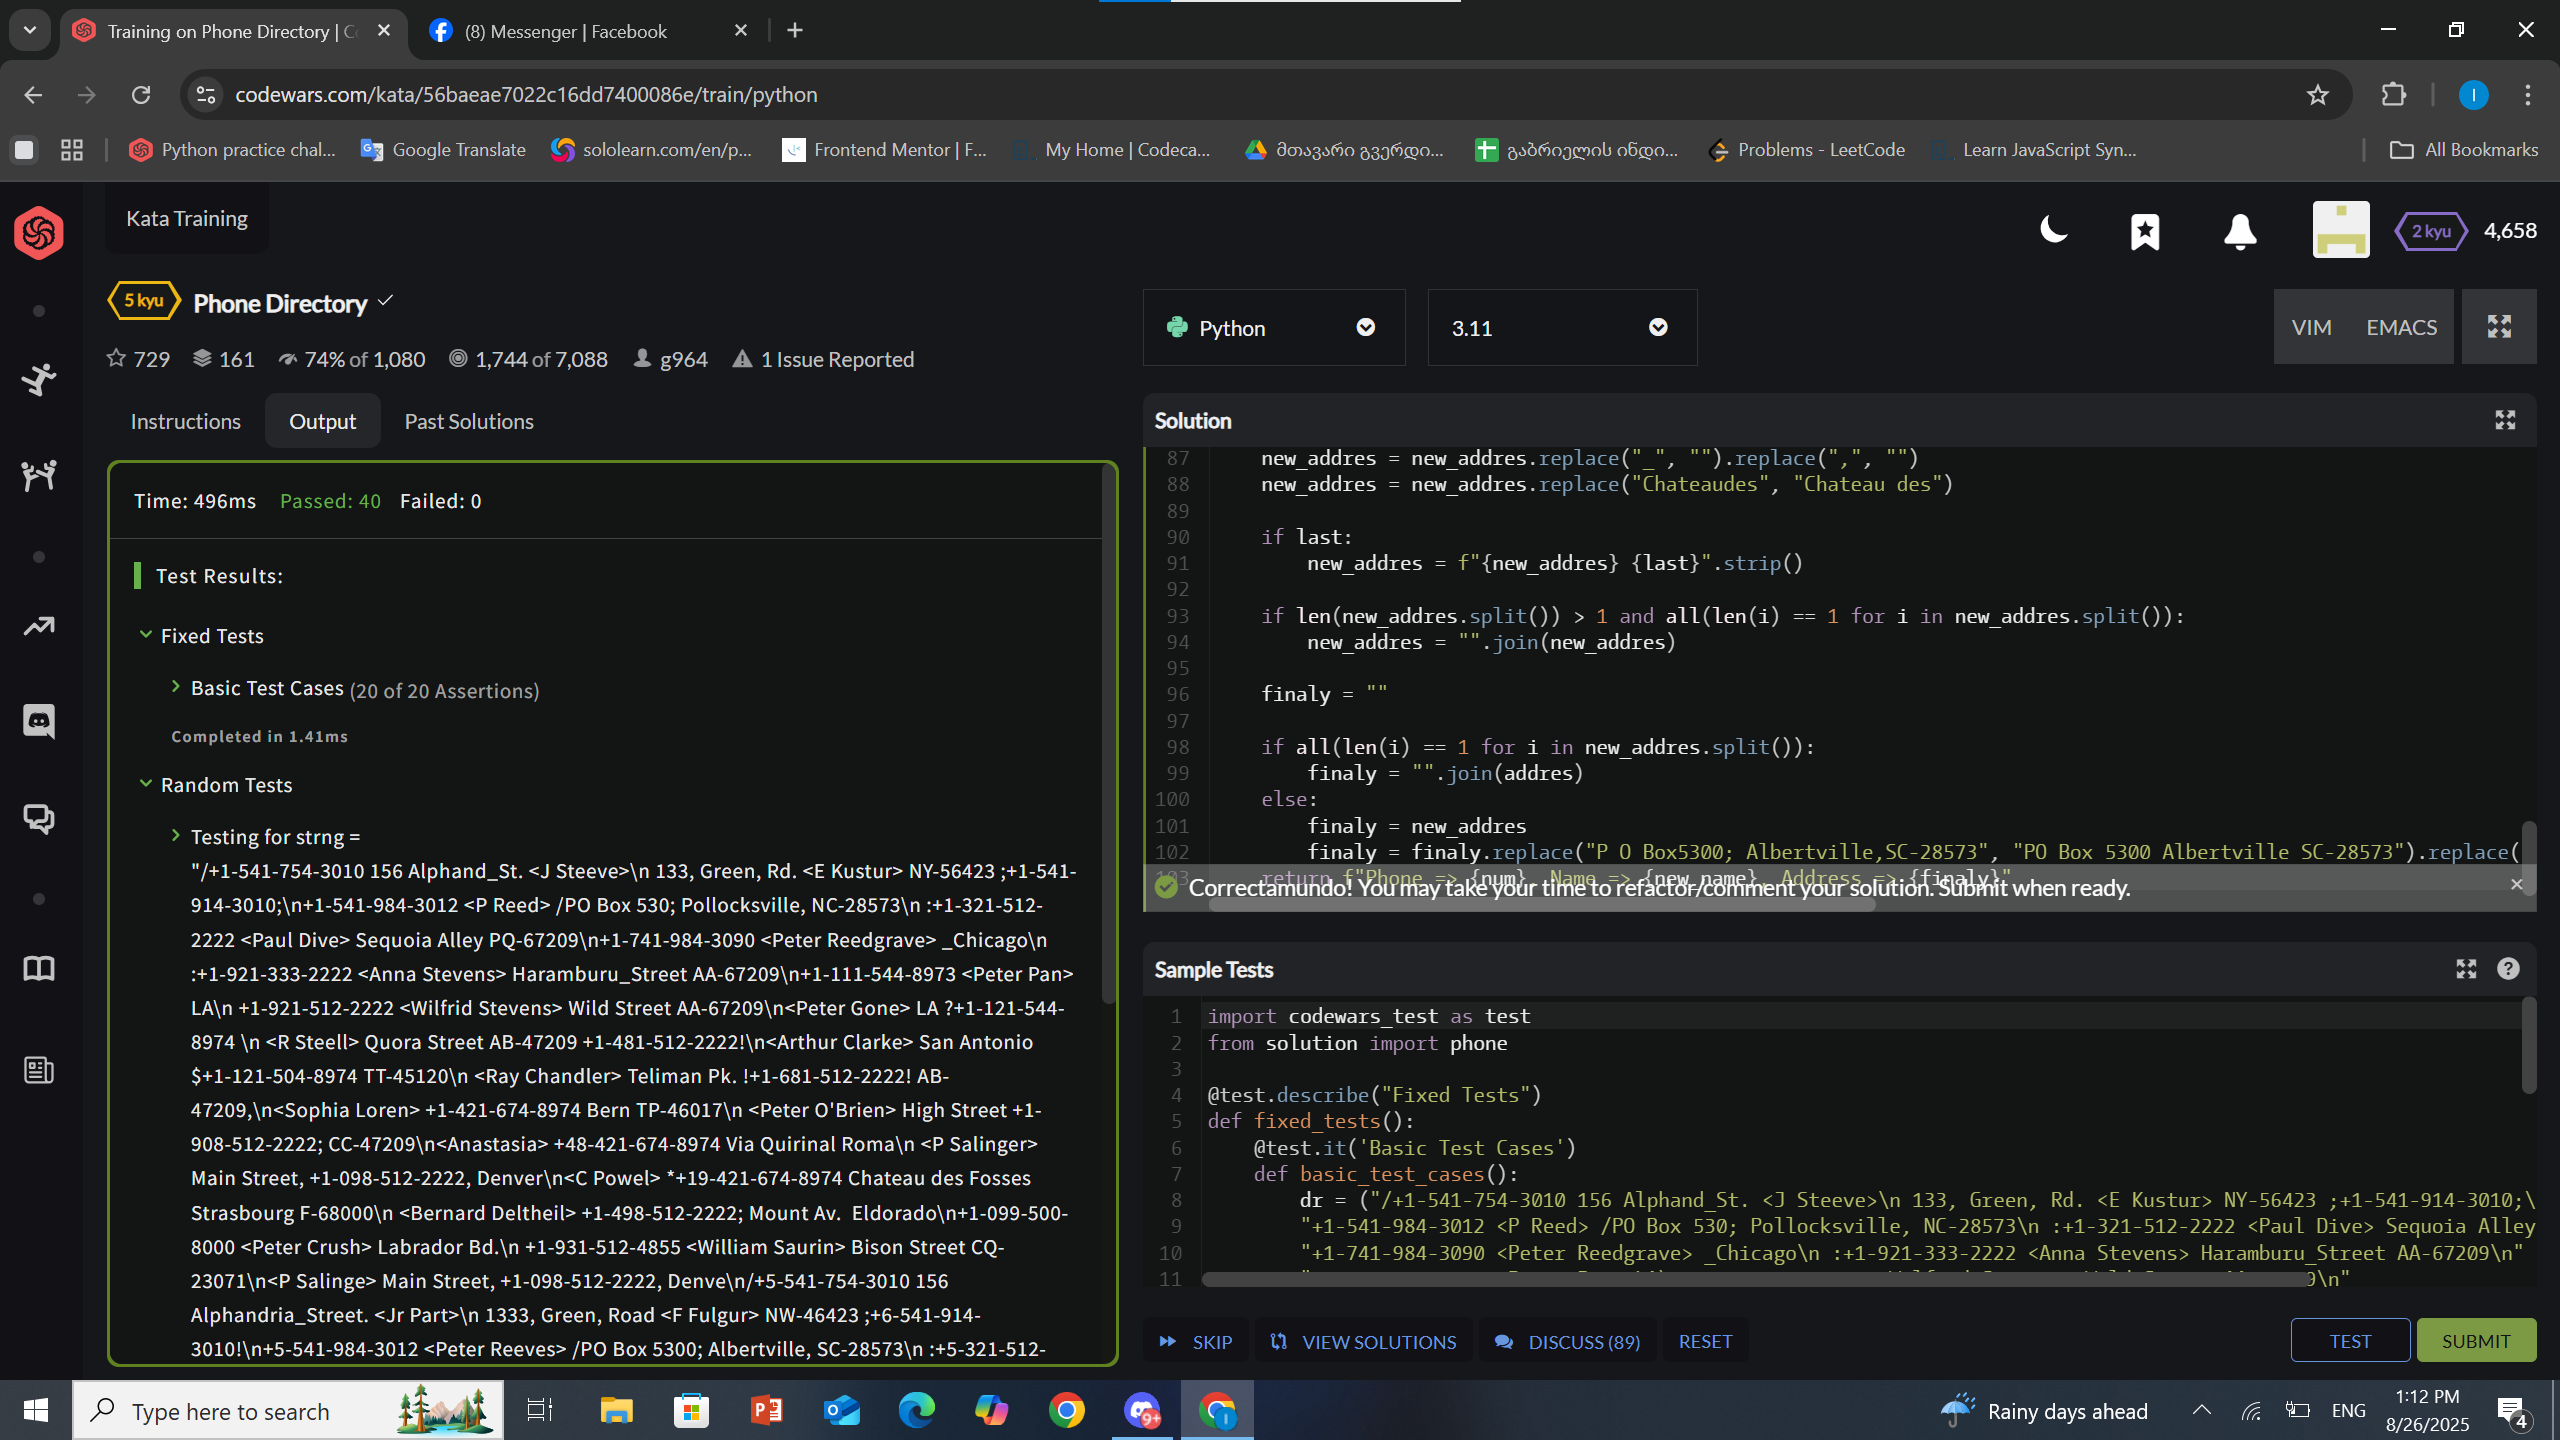 Training on Phone Directory | Co
(8) Messenger | Facebook
codewars.com/kata/56baeae7022c16dd7400086e/train/python
I
Python practice chal...
Google Translate
sololearn.com/en/p...
Frontend Mentor | F...
My Home | Codeca...
მთავარი გვერდი...
გაბრიელის ინდი...
Problems - LeetCode
Learn JavaScript Syn...
All Bookmarks
Kata Training
2 kyu
4,658
5 kyu
Phone Directory
729
161
74% of 1,080
1,744 of 7,088
g964
1 Issue Reported
Python
3.11
VIM
EMACS
Instructions
Output
Past Solutions
Time: 496ms Passed: 40 Failed: 0
Test Results:
Fixed Tests
Basic Test Cases (20 of 20 Assertions)
Completed in 1.41ms
Random Tests
Testing for strng =
"/+1-541-754-3010 156 Alphand_St. <J Steeve>\n 133, Green, Rd. <E Kustur> NY-56423 ;+1-541-
914-3010;\n+1-541-984-3012 <P Reed> /PO Box 530; Pollocksville, NC-28573\n :+1-321-512-
2222 <Paul Dive> Sequoia Alley PQ-67209\n+1-741-984-3090 <Peter Reedgrave> _Chicago\n
:+1-921-333-2222 <Anna Stevens> Haramburu_Street AA-67209\n+1-111-544-8973 <Peter Pan>
LA\n +1-921-512-2222 <Wilfrid Stevens> Wild Street AA-67209\n<Peter Gone> LA ?+1-121-544-
8974 \n <R Steell> Quora Street AB-47209 +1-481-512-2222!\n<Arthur Clarke> San Antonio
$+1-121-504-8974 TT-45120\n <Ray Chandler> Teliman Pk. !+1-681-512-2222! AB-
47209,\n<Sophia Loren> +1-421-674-8974 Bern TP-46017\n <Peter O'Brien> High Street +1-
908-512-2222; CC-47209\n<Anastasia> +48-421-674-8974 Via Quirinal Roma\n <P Salinger>
Main Street, +1-098-512-2222, Denver\n<C Powel> *+19-421-674-8974 Chateau des Fosses
Strasbourg F-68000\n <Bernard Deltheil> +1-498-512-2222; Mount Av.  Eldorado\n+1-099-500-
8000 <Peter Crush> Labrador Bd.\n +1-931-512-4855 <William Saurin> Bison Street CQ-
23071\n<P Salinge> Main Street, +1-098-512-2222, Denve\n/+5-541-754-3010 156
Alphandria_Street. <Jr Part>\n 1333, Green, Road <F Fulgur> NW-46423 ;+6-541-914-
3010!\n+5-541-984-3012 <Peter Reeves> /PO Box 5300; Albertville, SC-28573\n :+5-321-512-
Solution
87 new_addres = new_addres.replace("_", "").replace(",", "")
88 new_addres = new_addres.replace("Chateaudes", "Chateau des")
89
90 if last:
91 new_addres = f"{new_addres} {last}".strip()
92
93 if len(new_addres.split()) > 1 and all(len(i) == 1 for i in new_addres.split()):
94 new_addres = "".join(new_addres)
95
96 finaly = ""
97
98 if all(len(i) == 1 for i in new_addres.split()):
99 finaly = "".join(addres)
100 else:
101 finaly = new_addres
102 finaly = finaly.replace("P O Box5300; Albertville,SC-28573", "PO Box 5300 Albertville SC-28573").replace(
103 return f"Phone => {num}, Name => {new_name}, Address => {finaly}"
Correctamundo! You may take your time to refactor/comment your solution. Submit when ready.
Sample Tests
1 import codewars_test as test
2 from solution import phone
3
4 @test.describe("Fixed Tests")
5 def fixed_tests():
6 @test.it('Basic Test Cases')
7 def basic_test_cases():
8 dr = ("/+1-541-754-3010 156 Alphand_St. <J Steeve>\n 133, Green, Rd. <E Kustur> NY-56423 ;+1-541-914-3010;\
9 "+1-541-984-3012 <P Reed> /PO Box 530; Pollocksville, NC-28573\n :+1-321-512-2222 <Paul Dive> Sequoia Alley
10 "+1-741-984-3090 <Peter Reedgrave> _Chicago\n :+1-921-333-2222 <Anna Stevens> Haramburu_Street AA-67209\n"
11
SKIP
VIEW SOLUTIONS
DISCUSS (89)
RESET
TEST
SUBMIT
Type here to search
9+
Rainy days ahead
ENG
1:12 PM
8/26/2025
4